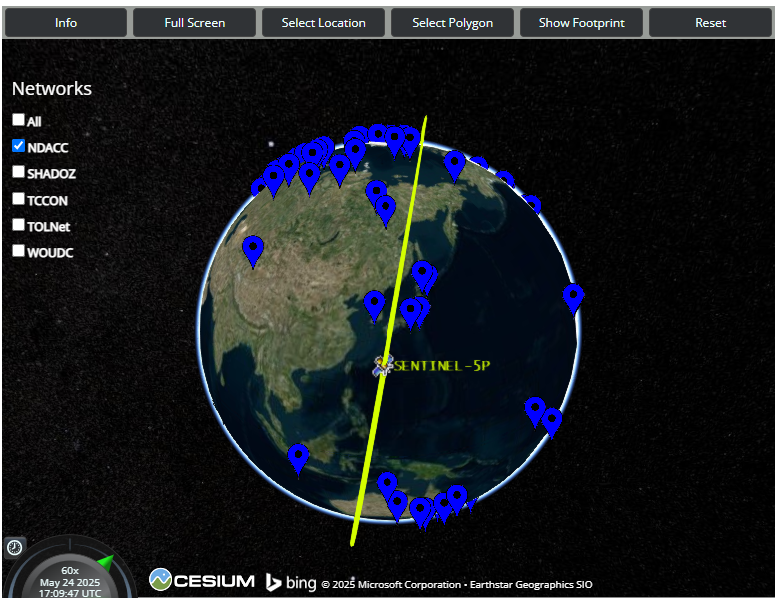 Info
Full Screen
Select Location
Select Polygon
Show Footprint
Reset
Networks
All
NDACC
SHADOZ
TCCON
TOLNet
WOUDC
SENTINEL-5P
60x
May 24 2025
17:09:47 UTC
CESIUM
bing
© 2025 Microsoft Corporation • Earthstar Geographics SIO